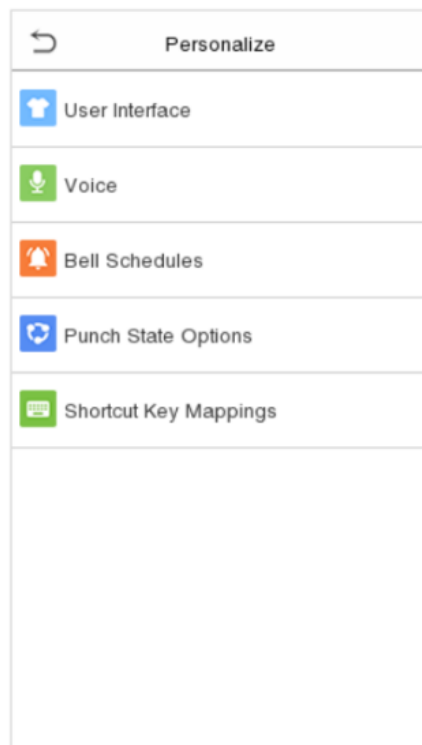 Personalize
User Interface
Voice
Bell Schedules
Punch State Options
Shortcut Key Mappings